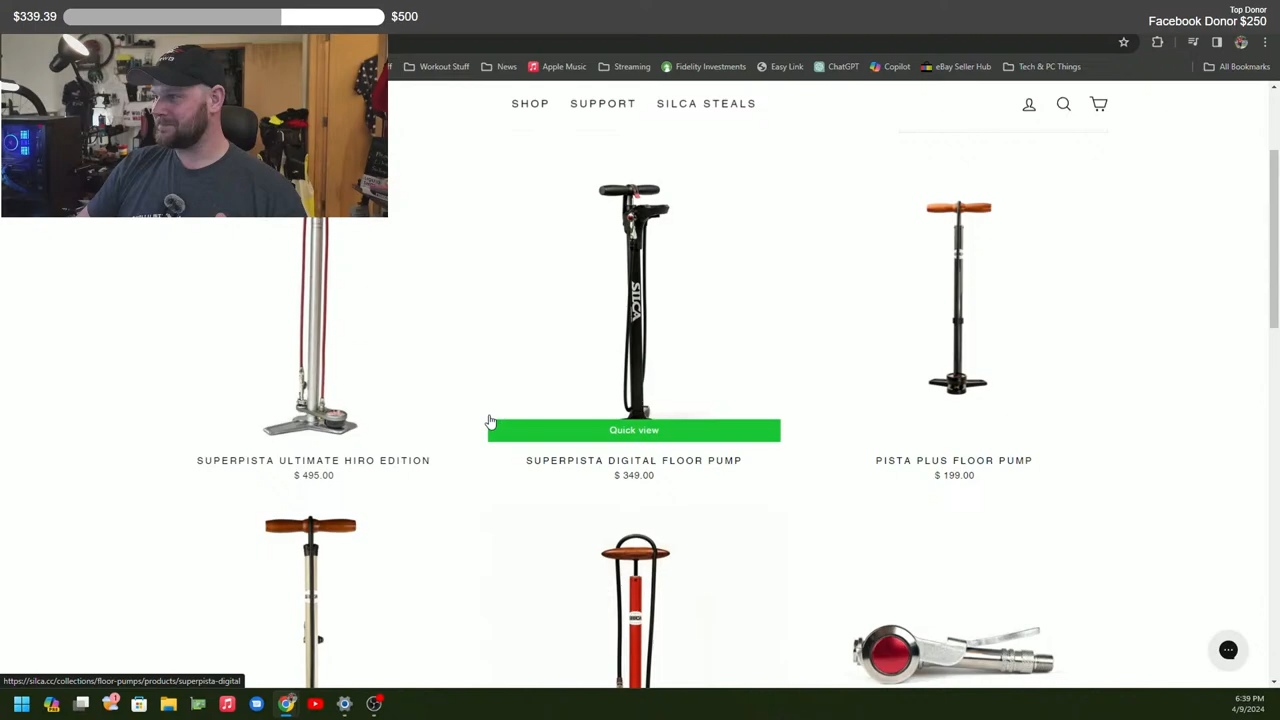 $339.39
$500
Top Donor
Facebook Donor $250
Workout Stuff
News
Apple Music
Streaming
Fidelity Investments
Easy Link
ChatGPT
Copilot
eBay Seller Hub
Tech & PC Things
All Bookmarks
SHOP
SUPPORT
SILCA STEALS
SILCA
Quick view
SUPERPISTA ULTIMATE HIRO EDITION
$ 495.00
SUPERPISTA DIGITAL FLOOR PUMP
$ 349.00
PISTA PLUS FLOOR PUMP
$ 199.00
https://silca.cc/collections/floor-pumps/products/superpista-digital
6:39 PM
4/9/2024